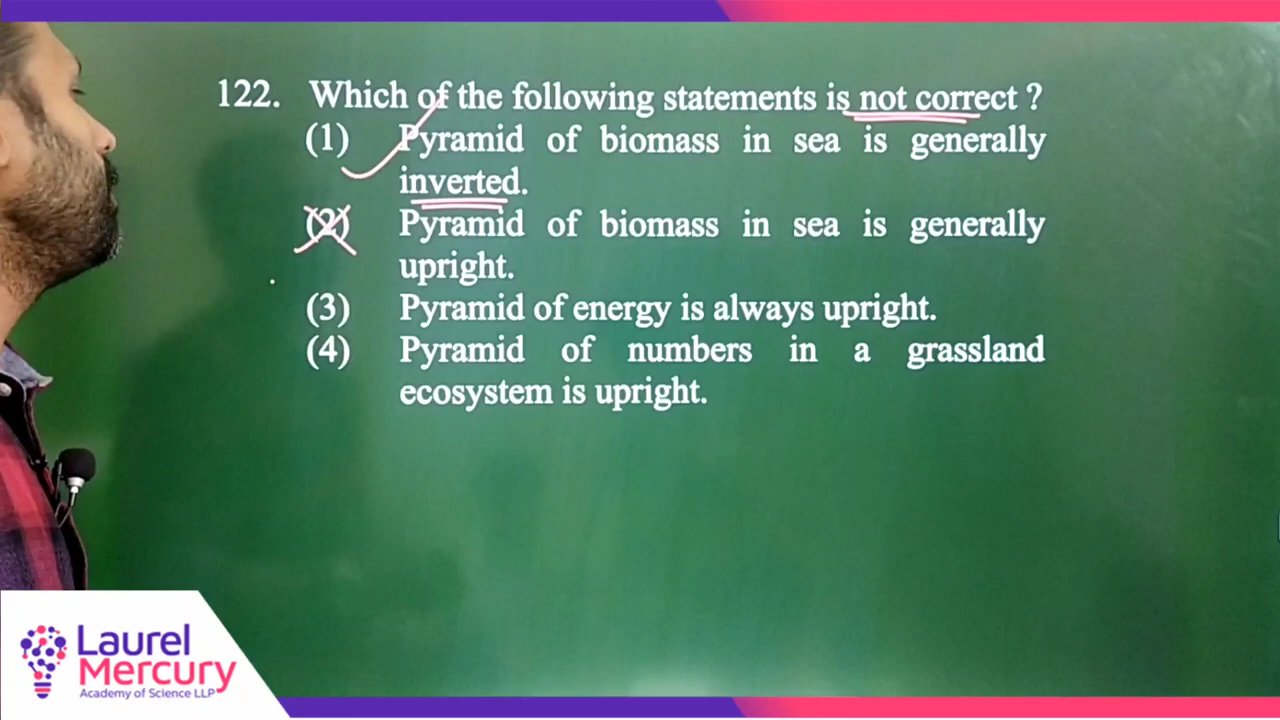 122. Which of the following statements is not correct ?
(1) Pyramid of biomass in sea is generally
inverted.
(2) Pyramid of biomass in sea is generally
upright.
(3) Pyramid of energy is always upright.
(4) Pyramid of numbers in a grassland
ecosystem is upright.
Laurel
Mercury
Academy of Science LLP